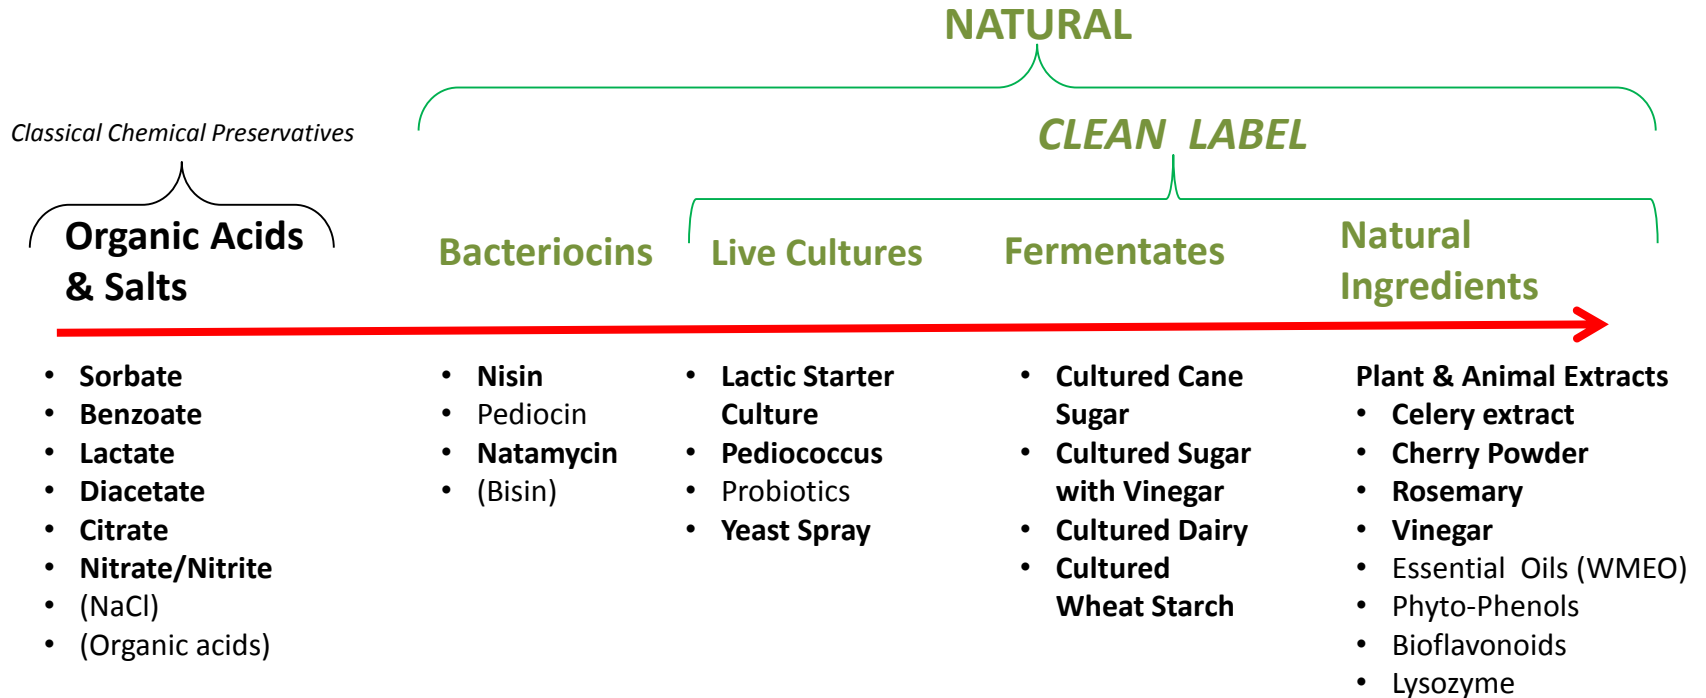 NATURAL
Classical Chemical Preservatives
CLEAN LABEL
Organic Acids
& Salts
Bacteriocins
Live Cultures
Fermentates
Natural
Ingredients
• Sorbate
• Benzoate
• Lactate
• Diacetate
• Citrate
• Nitrate/Nitrite
• (NaCl)
• (Organic acids)
• Nisin
• Pediocin
• Natamycin
• (Bisin)
• Lactic Starter
Culture
• Pediococcus
• Probiotics
• Yeast Spray
• Cultured Cane
Sugar
• Cultured Sugar
with Vinegar
• Cultured Dairy
• Cultured
Wheat Starch
Plant & Animal Extracts
• Celery extract
• Cherry Powder
• Rosemary
• Vinegar
• Essential Oils (WMEO)
• Phyto-Phenols
• Bioflavonoids
• Lysozyme